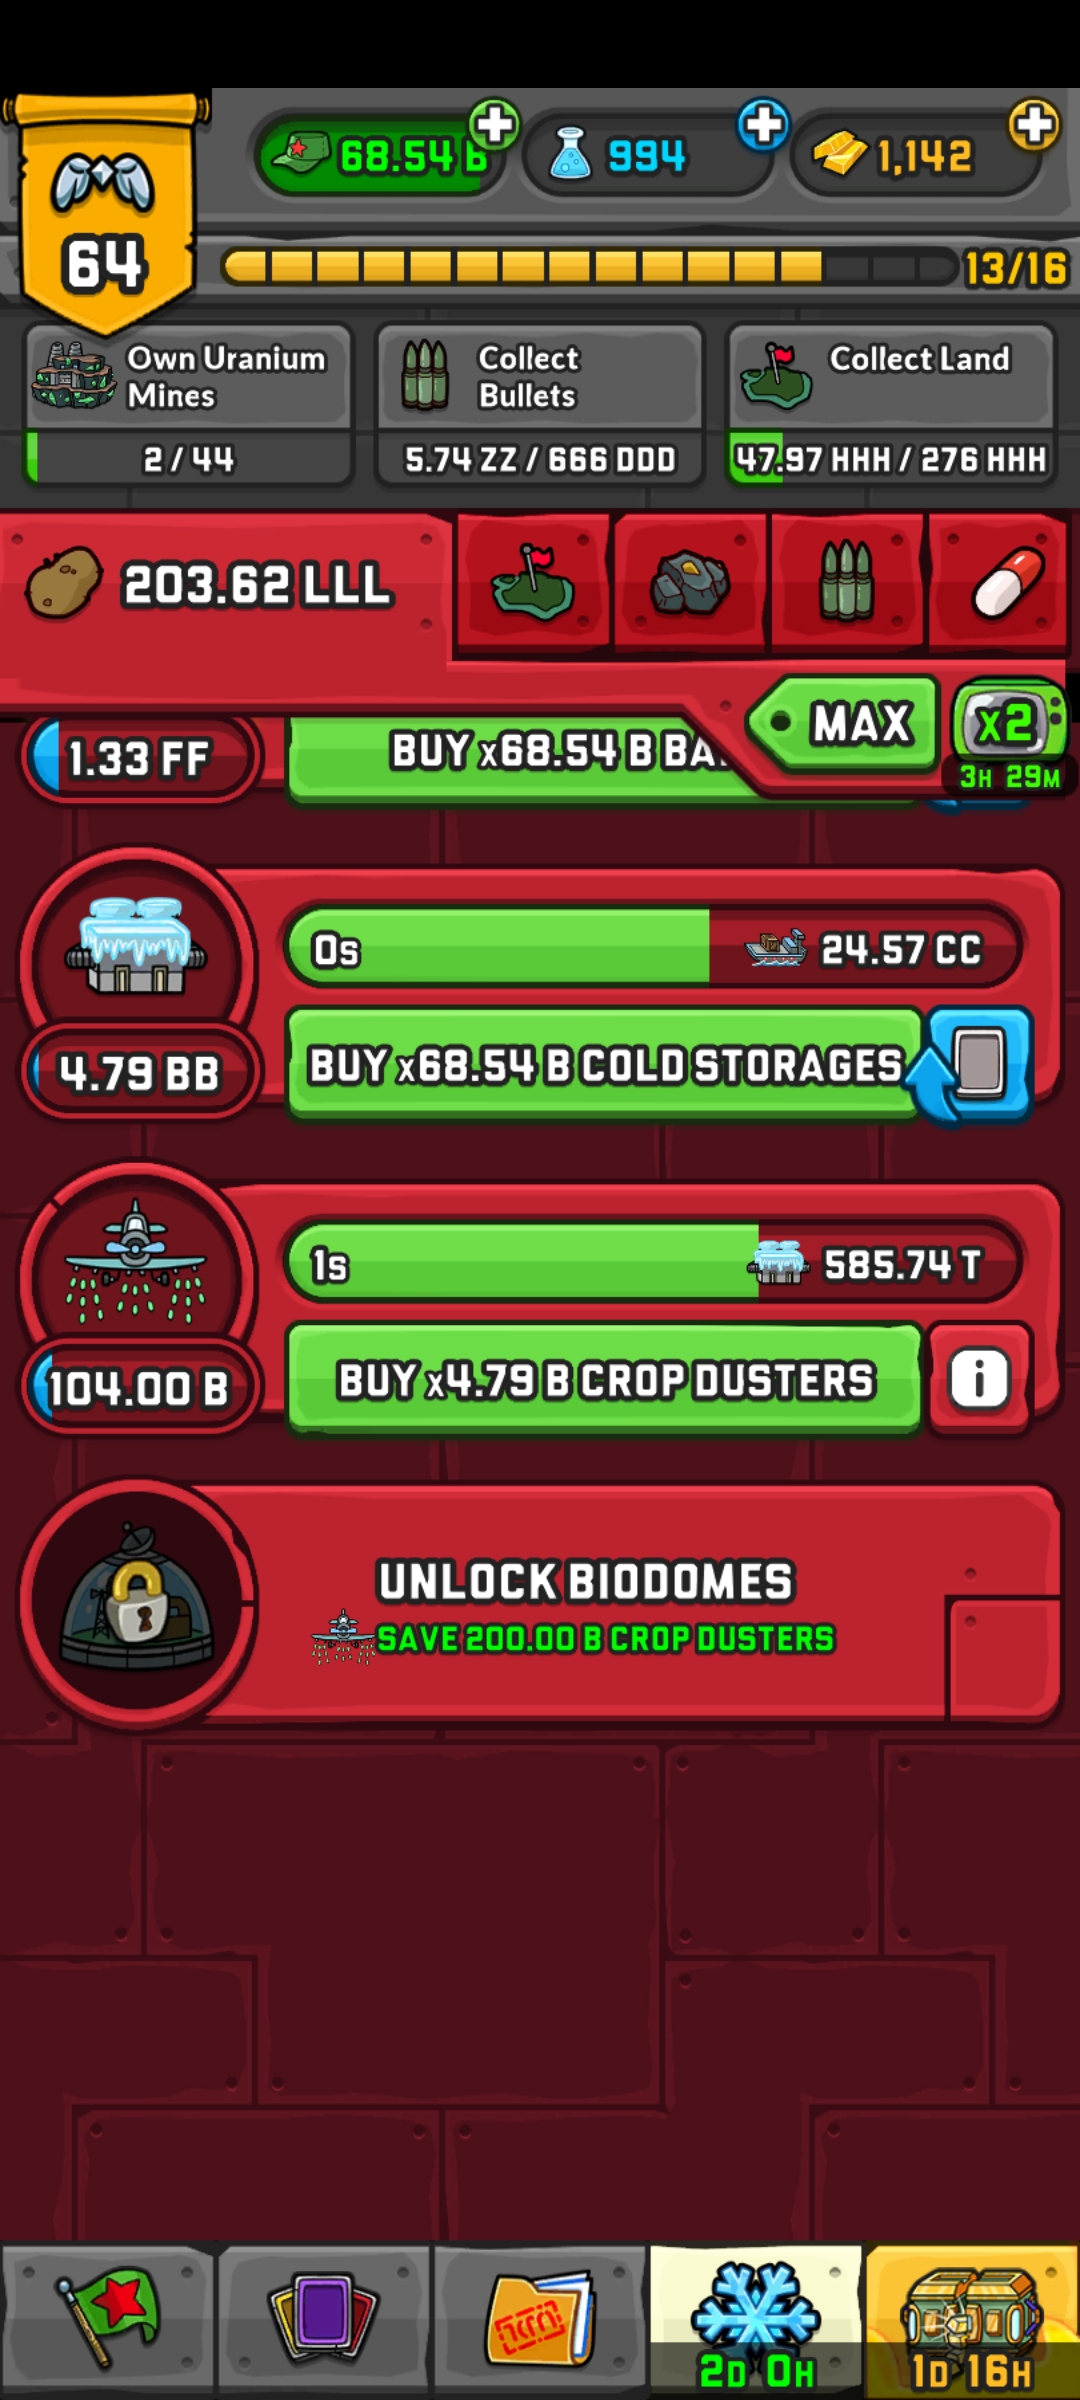 64
68.54 B
994
1,142
13/16
Own Uranium
Mines
2 / 44
Collect
Bullets
5.74 ZZ / 666 DDD
Collect Land
47.97 HHH / 276 HHH
203.62 LLL
MAX
x2
3H 29M
1.33 FF
BUY x68.54 B BA
0s
24.57 CC
4.79 BB
BUY x68.54 B COLD STORAGES
1s
585.74 T
104.00 B
BUY x4.79 B CROP DUSTERS
i
UNLOCK BIODOMES
SAVE 200.00 B CROP DUSTERS
2D 0H
1D 16H